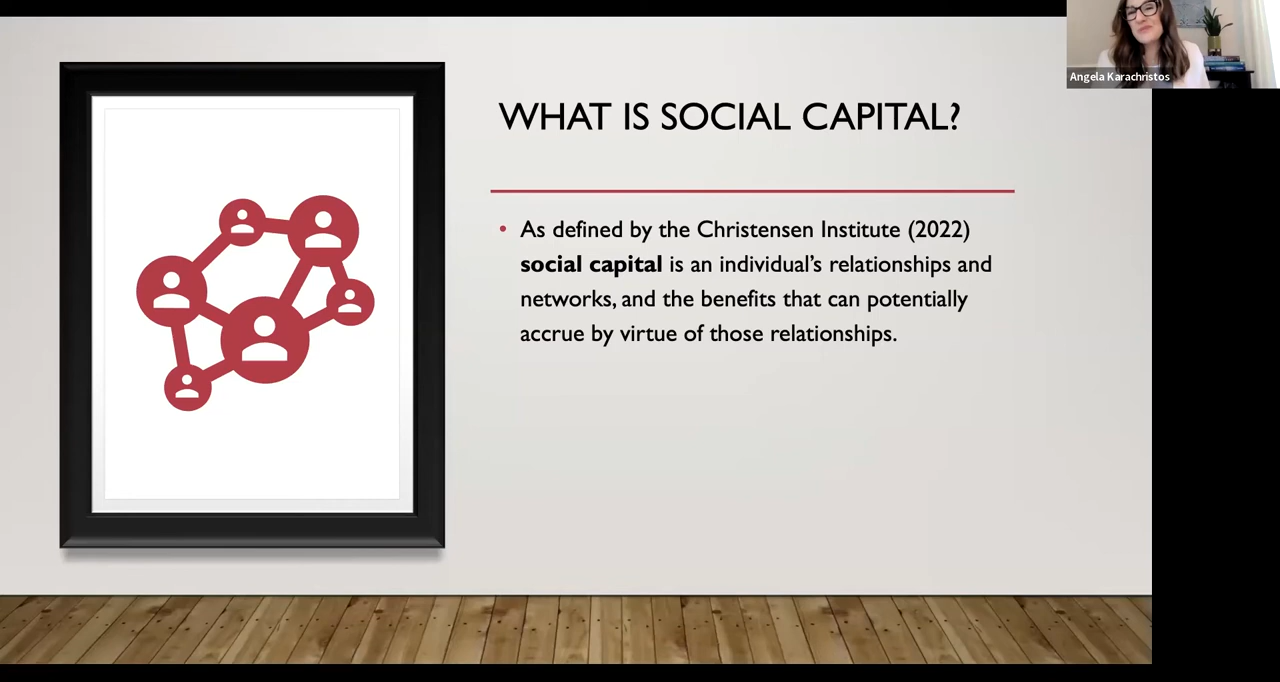 Angela Karachristos
WHAT IS SOCIAL CAPITAL?
• As defined by the Christensen Institute (2022)
social capital is an individual’s relationships and
networks, and the benefits that can potentially
accrue by virtue of those relationships.